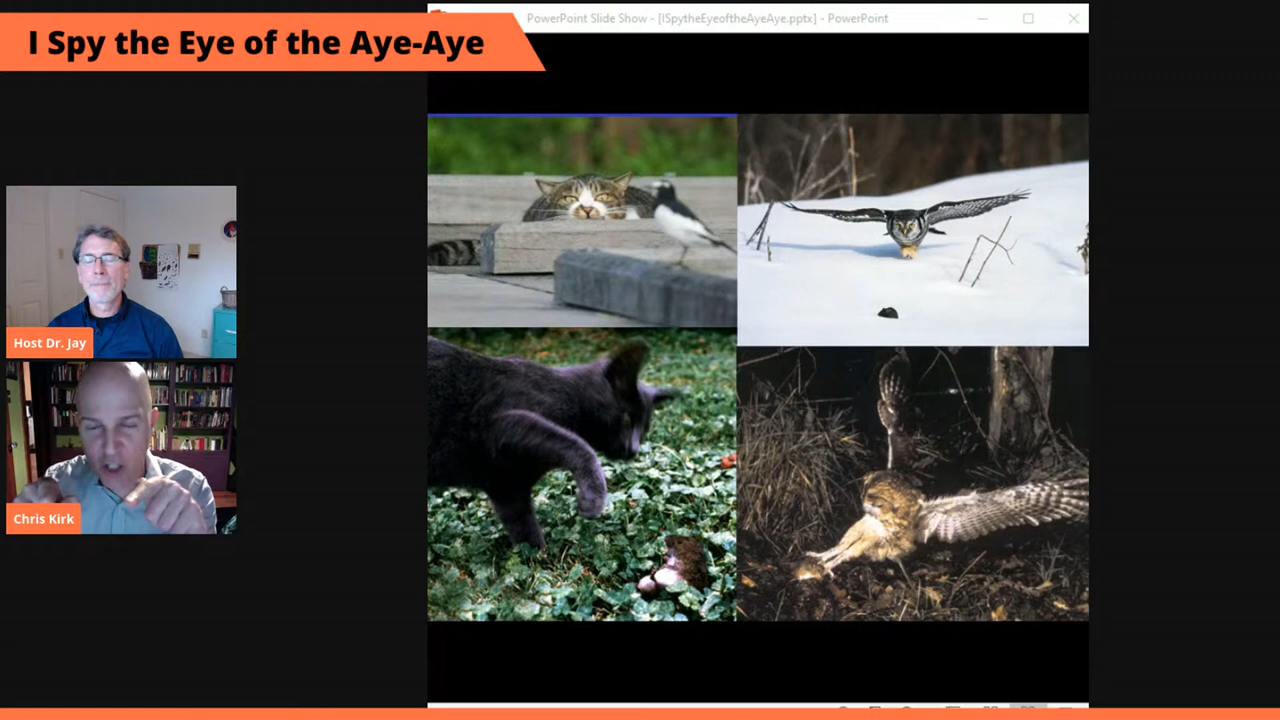 PowerPoint Slide Show - [ISpytheEyeoftheAyeAye.pptx] - PowerPoint
I Spy the Eye of the Aye-Aye
Host Dr. Jay
Chris Kirk